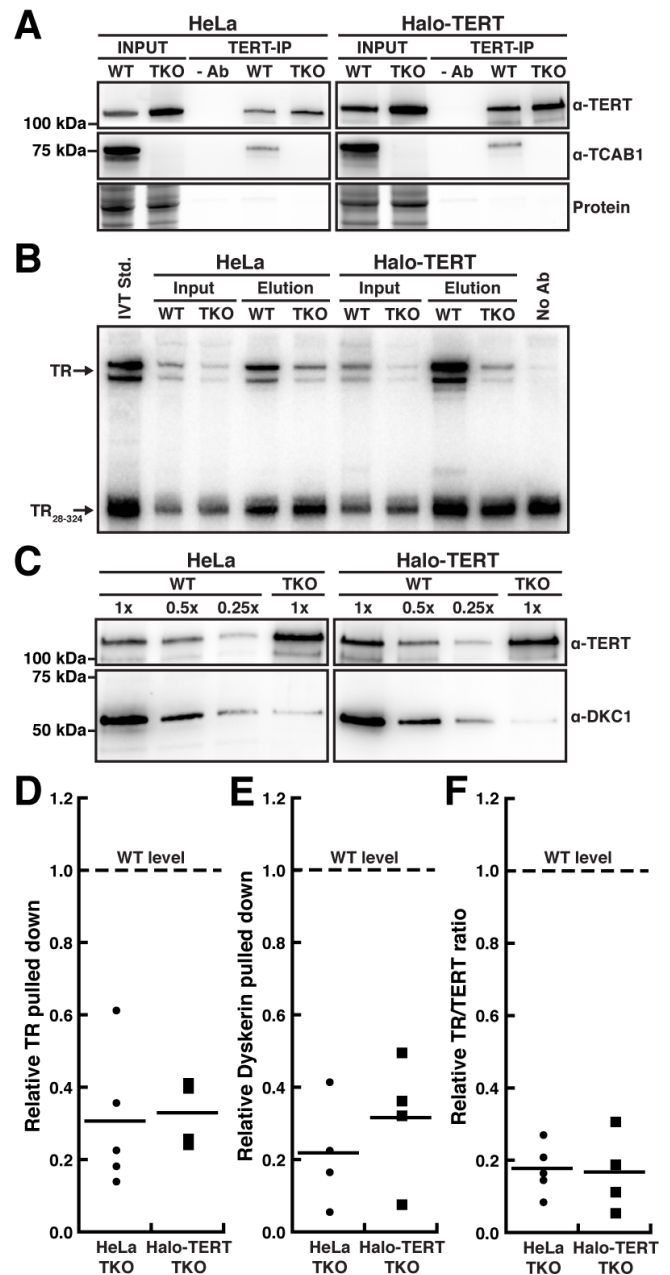 A
HeLa Halo-TERT
INPUT TERT-IP INPUT TERT-IP
WT TKO - Ab WT TKO WT TKO - Ab WT TKO
α-TERT
100 kDa
75 kDa
α-TCAB1
Protein
B
IVT Std. HeLa Halo-TERT No Ab
Input Elution Input Elution
WT TKO WT TKO WT TKO WT TKO
TR
TR28-324
C
HeLa Halo-TERT
WT TKO WT TKO
1x 0.5x 0.25x 1x 1x 0.5x 0.25x 1x
α-TERT
100 kDa
75 kDa
α-DKC1
50 kDa
D
Relative TR pulled down
1.2
1.0
0.8
0.6
0.4
0.2
0.0
WT level
HeLa TKO
Halo-TERT TKO
E
Relative Dyskerin pulled down
1.2
1.0
0.8
0.6
0.4
0.2
0.0
WT level
HeLa TKO
Halo-TERT TKO
F
Relative TR/TERT ratio
1.2
1.0
0.8
0.6
0.4
0.2
0.0
WT level
HeLa TKO
Halo-TERT TKO